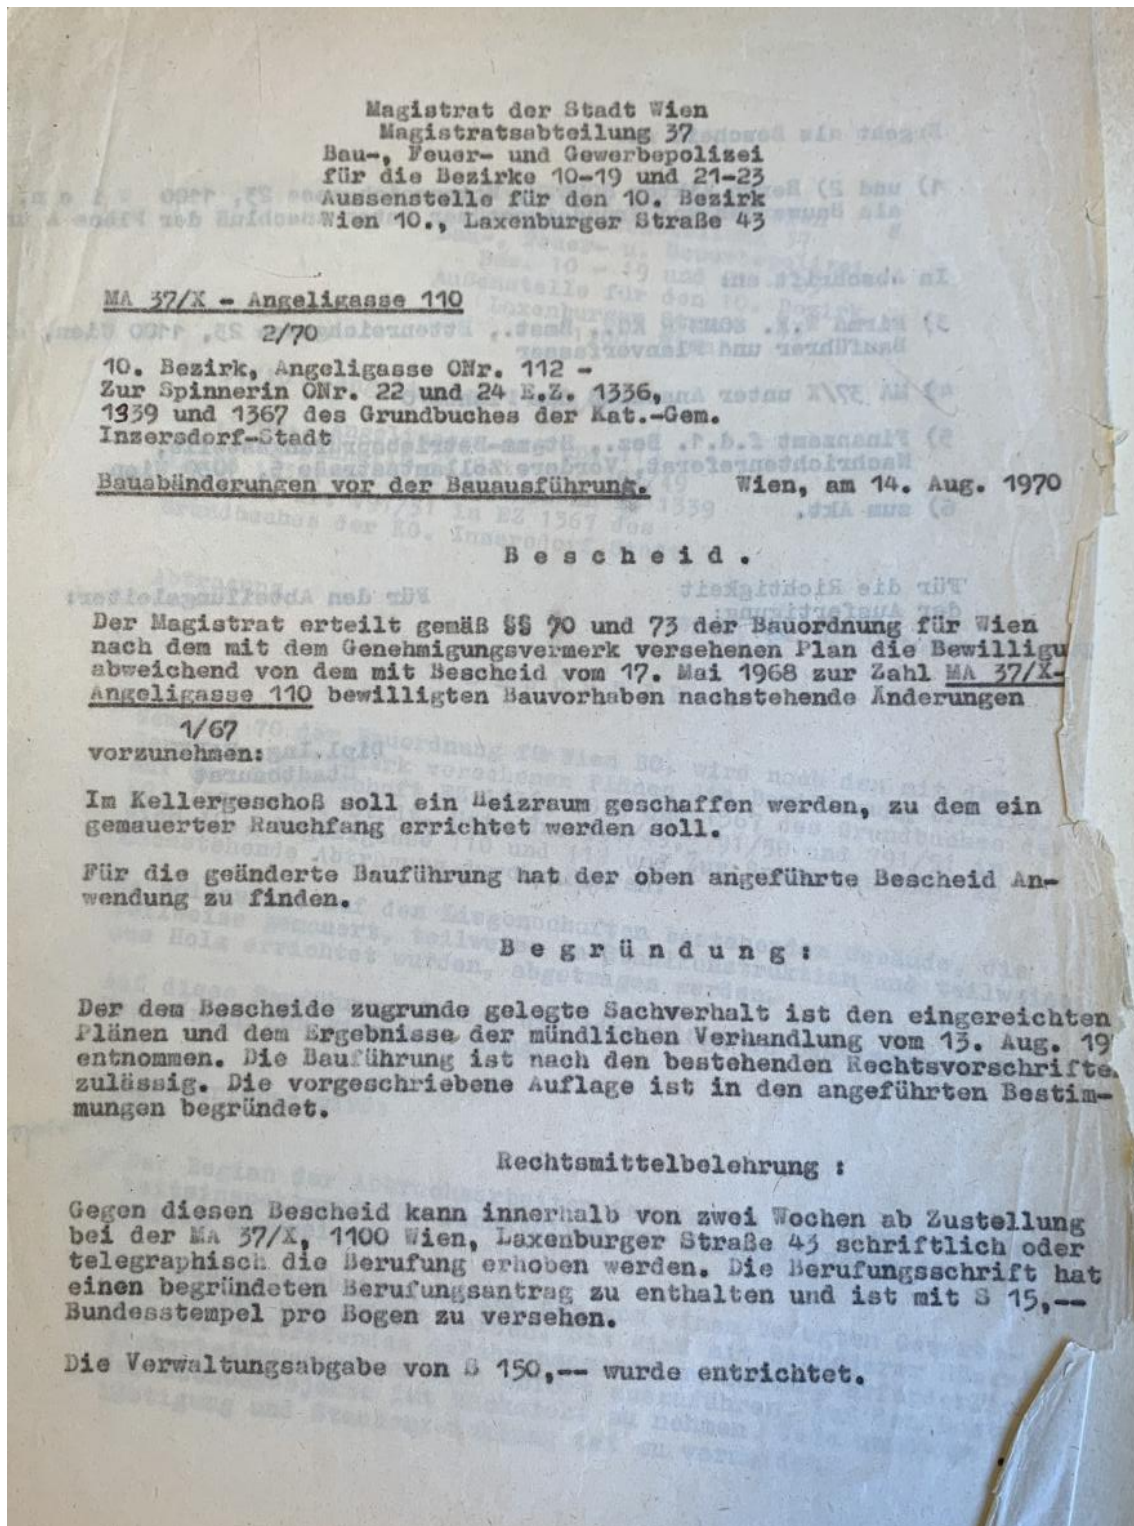 Magistrat der Stadt Wien
Magistratsabteilung 37
Bau-, Feuer- und Gewerbepolizei
für die Bezirke 10-19 und 21-23
Aussenstelle für den 10. Bezirk
Wien 10., Laxenburger Straße 43
MA 37/X - Angeligasse 110
2/70
10. Bezirk, Angeligasse ONr. 112 -
Zur Spinnerin ONr. 22 und 24 E.Z. 1336,
1339 und 1367 des Grundbuches der Kat.-Gem.
Inzersdorf-Stadt
Bauabänderungen vor der Bauausführung. Wien, am 14. Aug. 1970
B e s c h e i d .
Der Magistrat erteilt gemäß §§ 70 und 73 der Bauordnung für Wien
nach dem mit dem Genehmigungsvermerk versehenen Plan die Bewilligu
abweichend von dem mit Bescheid vom 17. Mai 1968 zur Zahl MA 37/X-
Angeligasse 110 bewilligten Bauvorhaben nachstehende Änderungen
1/67
vorzunehmen:
Im Kellergeschoß soll ein Heizraum geschaffen werden, zu dem ein
gemauerter Rauchfang errichtet werden soll.
Für die geänderte Bauführung hat der oben angeführte Bescheid An-
wendung zu finden.
B e g r ü n d u n g :
Der dem Bescheide zugrunde gelegte Sachverhalt ist den eingereichten
Plänen und dem Ergebnisse der mündlichen Verhandlung vom 13. Aug. 19
entnommen. Die Bauführung ist nach den bestehenden Rechtsvorschrifte
zulässig. Die vorgeschriebene Auflage ist in den angeführten Bestim-
mungen begründet.
Rechtsmittelbelehrung :
Gegen diesen Bescheid kann innerhalb von zwei Wochen ab Zustellung
bei der MA 37/X, 1100 Wien, Laxenburger Straße 43 schriftlich oder
telegraphisch die Berufung erhoben werden. Die Berufungsschrift hat
einen begründeten Berufungsantrag zu enthalten und ist mit S 15,--
Bundesstempel pro Bogen zu versehen.
Die Verwaltungsabgabe von S 150,-- wurde entrichtet.